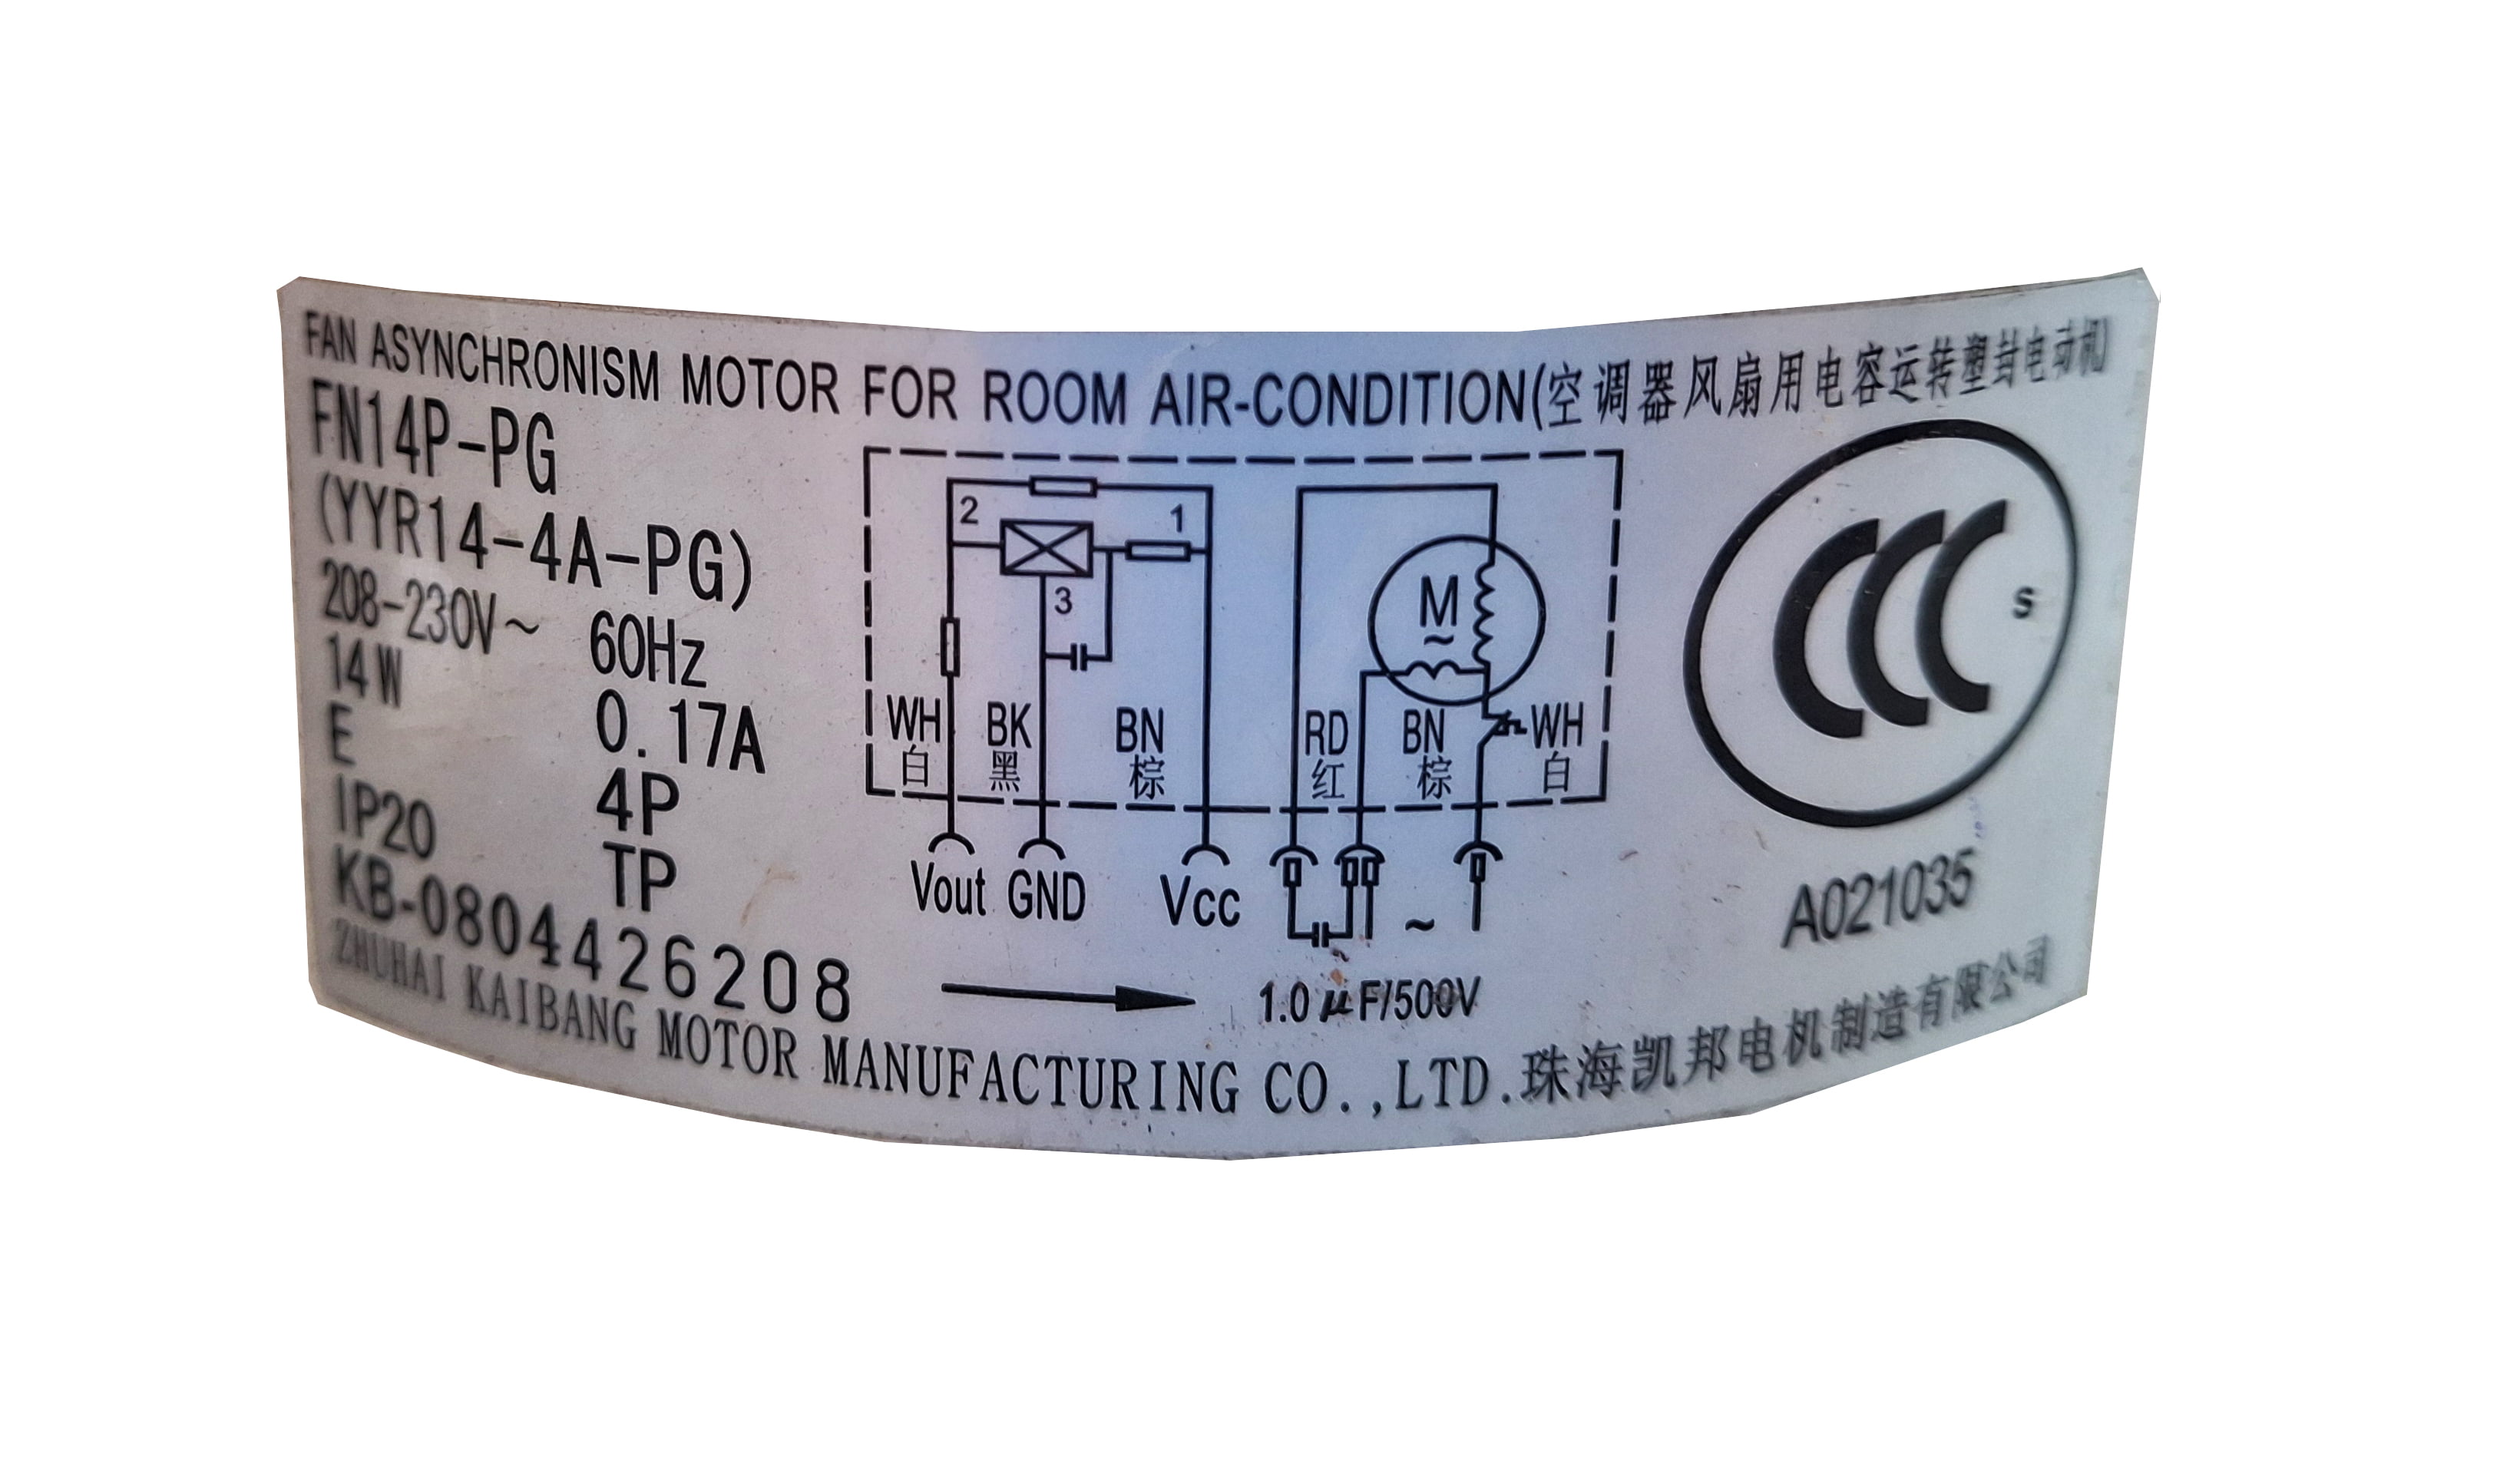 FAN ASYNCHRONISM MOTOR FOR ROOM AIR-CONDITION(空调器风扇用电容运转塑封电动机)
FN14P-PG
(YYR14-4A-PG)
208-230V~ 60Hz
14W 0.17A
E 4P
IP20 TP
KB-0804426208
2 1
3
M
~
WH BK BN RD BN WH
白 黑 棕 红 棕 白
Vout GND Vcc ~
1.0μF/500V
CCC S
A021035
ZHUHAI KAIBANG MOTOR MANUFACTURING CO.,LTD.珠海凯邦电机制造有限公司